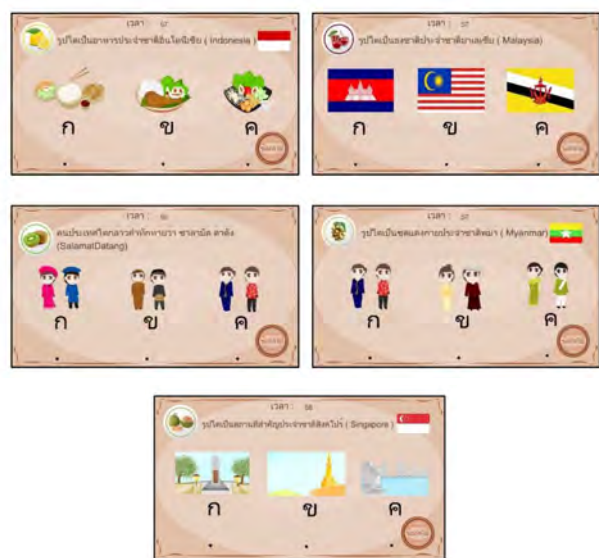 เวลา : 57
รูปใดเป็นอาหารประจำชาติอินโดนีเซีย ( Indonesia )
ก ข ค
เวลา : 57
รูปใดเป็นธงชาติประจำชาติมาเลเซีย ( Malaysia)
ก ข ค
เวลา :
คนประเทศใดกล่าวคำทักทายว่า ซาลามัด ดาตัง
(SalamatDatang)
ก ข ค
เวลา : 57
รูปใดเป็นชุดแต่งกายประจำชาติพม่า ( Myanmar)
ก ข ค
เวลา : 56
รูปใดเป็นสถานที่สำคัญประจำชาติสิงคโปร์ ( Singapore )
ก ข ค